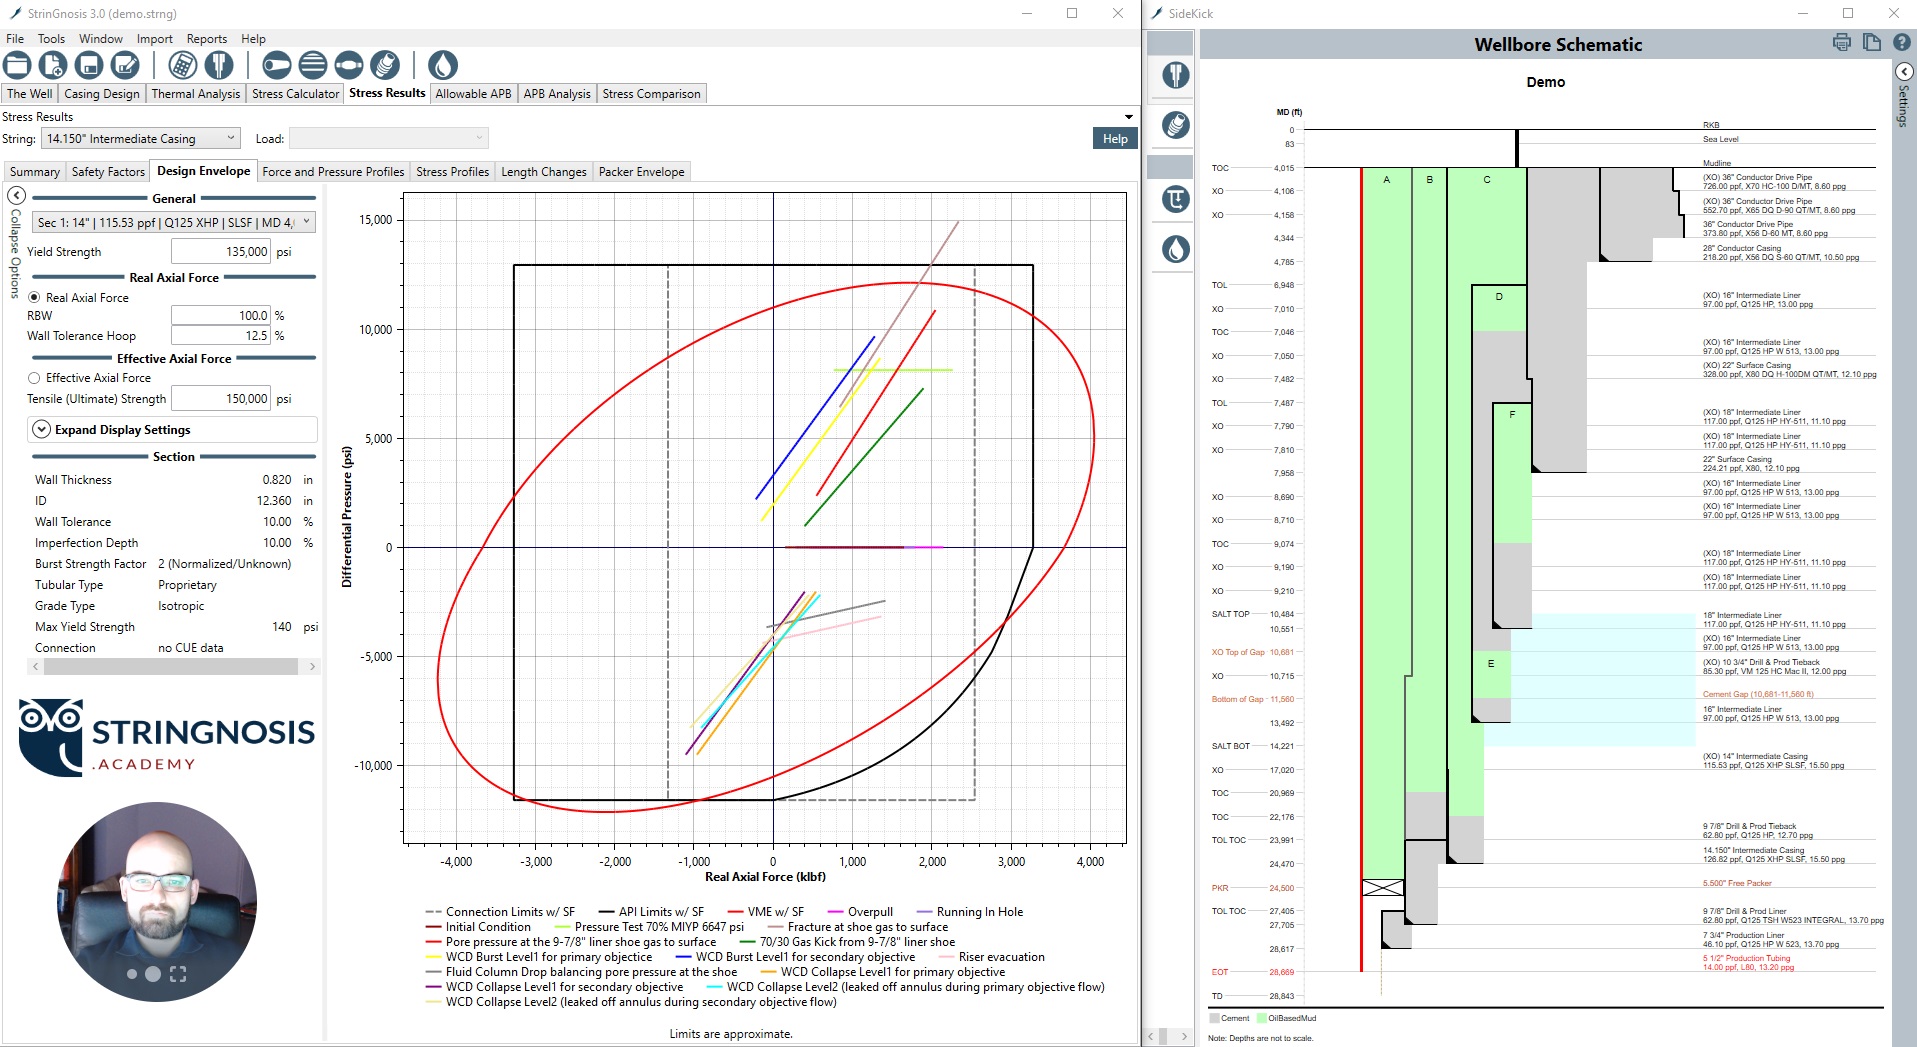 StrinGnosis 3.0 (demo.strng)
File Tools Window Import Reports Help
The Well Casing Design Thermal Analysis Stress Calculator Stress Results Allowable APB APB Analysis Stress Comparison
Stress Results
String: 14.150" Intermediate Casing Load: Help
Summary Safety Factors Design Envelope Force and Pressure Profiles Stress Profiles Length Changes Packer Envelope
Collapse Options
General
Sec 1: 14" | 115.53 ppf | Q125 XHP | SLSF | MD 4,
Yield Strength 135,000 psi
Real Axial Force
Real Axial Force
RBW 100.0 %
Wall Tolerance Hoop 12.5 %
Effective Axial Force
Effective Axial Force
Tensile (Ultimate) Strength 150,000 psi
Expand Display Settings
Section
Wall Thickness 0.820 in
ID 12.360 in
Wall Tolerance 10.00 %
Imperfection Depth 10.00 %
Burst Strength Factor 2 (Normalized/Unknown)
Tubular Type Proprietary
Grade Type Isotropic
Max Yield Strength 140 psi
Connection no CUE data
STRINGNOSIS
.ACADEMY
Differential Pressure (psi)
15,000
10,000
5,000
0
-5,000
-10,000
-4,000 -3,000 -2,000 -1,000 0 1,000 2,000 3,000 4,000
Real Axial Force (klbf)
Connection Limits w/ SF API Limits w/ SF VME w/ SF Overpull Running In Hole
Initial Condition Pressure Test 70% MIYP 6647 psi Fracture at shoe gas to surface
Pore pressure at the 9-7/8" liner shoe gas to surface 70/30 Gas Kick from 9-7/8" liner shoe
WCD Burst Level1 for primary objectice WCD Burst Level1 for secondary objective Riser evacuation
Fluid Column Drop balancing pore pressure at the shoe WCD Collapse Level1 for primary objective
WCD Collapse Level1 for secondary objective WCD Collapse Level2 (leaked off annulus during primary objective flow)
WCD Collapse Level2 (leaked off annulus during secondary objective flow)
Limits are approximate.
SideKick
Wellbore Schematic
Settings
Demo
MD (ft)
0
83
TOC 4,015
XO 4,106
XO 4,158
4,344
4,785
TOL 6,948
XO 7,010
TOC 7,046
XO 7,050
XO 7,482
TOL 7,487
XO 7,790
XO 7,810
7,958
XO 8,690
XO 8,710
TOC 9,074
XO 9,190
XO 9,210
SALT TOP 10,484
10,551
XO Top of Gap 10,681
XO 10,715
Bottom of Gap 11,560
13,492
SALT BOT 14,221
XO 17,020
TOC 20,969
TOC 22,176
TOL TOC 23,991
24,470
PKR 24,500
TOL TOC 27,405
27,705
28,617
EOT 28,669
TD 28,843
A B C
D
F
E
RKB
Sea Level
Mudline
(XO) 36" Conductor Drive Pipe
726.00 ppf, X70 HC-100 D/MT, 8.60 ppg
(XO) 36" Conductor Drive Pipe
552.70 ppf, X65 DQ D-90 QT/MT, 8.60 ppg
36" Conductor Drive Pipe
373.80 ppf, X56 D-60 MT, 8.60 ppg
28" Conductor Casing
218.20 ppf, X56 DQ S-60 QT/MT, 10.50 ppg
(XO) 16" Intermediate Liner
97.00 ppf, Q125 HP, 13.00 ppg
(XO) 16" Intermediate Liner
97.00 ppf, Q125 HP W 513, 13.00 ppg
(XO) 22" Surface Casing
328.00 ppf, X80 DQ H-100DM QT/MT, 12.10 ppg
(XO) 18" Intermediate Liner
117.00 ppf, Q125 HP HY-511, 11.10 ppg
(XO) 18" Intermediate Liner
117.00 ppf, Q125 HP HY-511, 11.10 ppg
22" Surface Casing
224.21 ppf, X80, 12.10 ppg
(XO) 16" Intermediate Liner
97.00 ppf, Q125 HP W 513, 13.00 ppg
(XO) 16" Intermediate Liner
97.00 ppf, Q125 HP W 513, 13.00 ppg
(XO) 18" Intermediate Liner
117.00 ppf, Q125 HP HY-511, 11.10 ppg
(XO) 18" Intermediate Liner
117.00 ppf, Q125 HP HY-511, 11.10 ppg
18" Intermediate Liner
117.00 ppf, Q125 HP HY-511, 11.10 ppg
(XO) 16" Intermediate Liner
97.00 ppf, Q125 HP W 513, 13.00 ppg
(XO) 10 3/4" Drill & Prod Tieback
85.30 ppf, VM 125 HC Mac II, 12.00 ppg
Cement Gap (10,681-11,560 ft)
16" Intermediate Liner
97.00 ppf, Q125 HP W 513, 13.00 ppg
(XO) 14" Intermediate Casing
115.53 ppf, Q125 XHP SLSF, 15.50 ppg
9 7/8" Drill & Prod Tieback
62.80 ppf, Q125 HP, 12.70 ppg
14.150" Intermediate Casing
126.82 ppf, Q125 XHP SLSF, 15.50 ppg
5.500" Free Packer
9 7/8" Drill & Prod Liner
62.80 ppf, Q125 TSH W523 INTEGRAL, 13.70 ppg
7 3/4" Production Liner
46.10 ppf, Q125 HP W 523, 13.70 ppg
5 1/2" Production Tubing
14.00 ppf, L80, 13.20 ppg
Cement OilBasedMud
Note: Depths are not to scale.